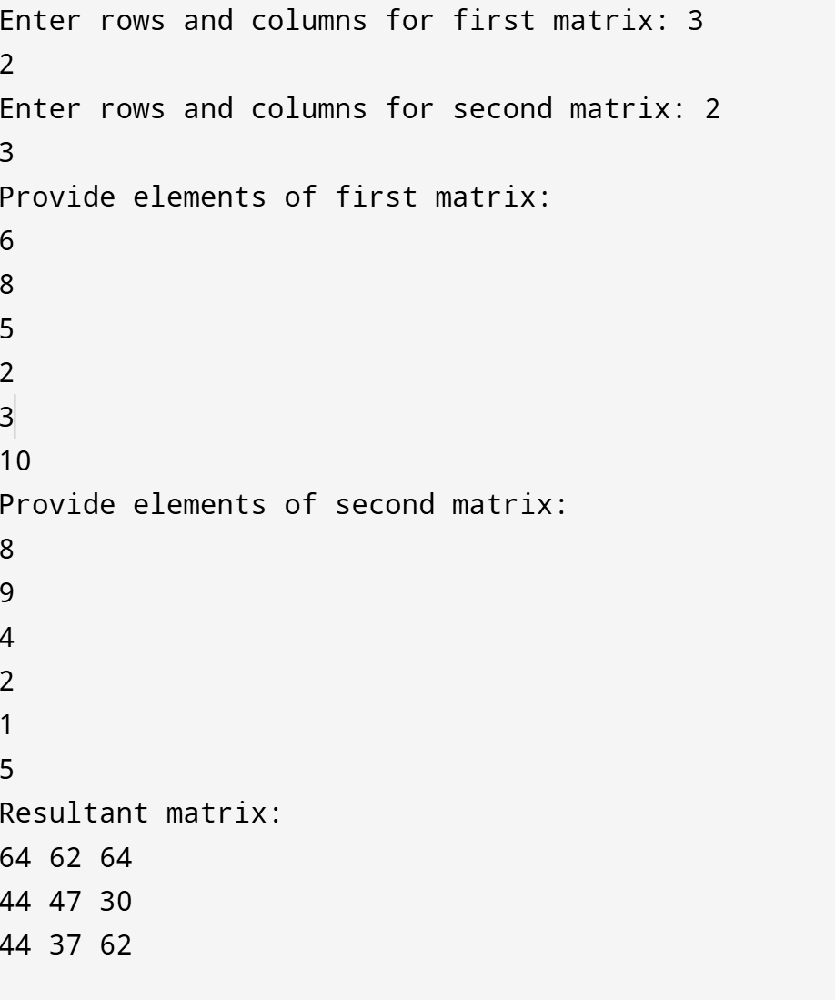 Enter rows and columns for first matrix: 3
2
Enter rows and columns for second matrix: 2
3
Provide elements of first matrix:
6
8
5
2
3
10
Provide elements of second matrix:
8
9
4
2
1
5
Resultant matrix:
64 62 64
44 47 30
44 37 62